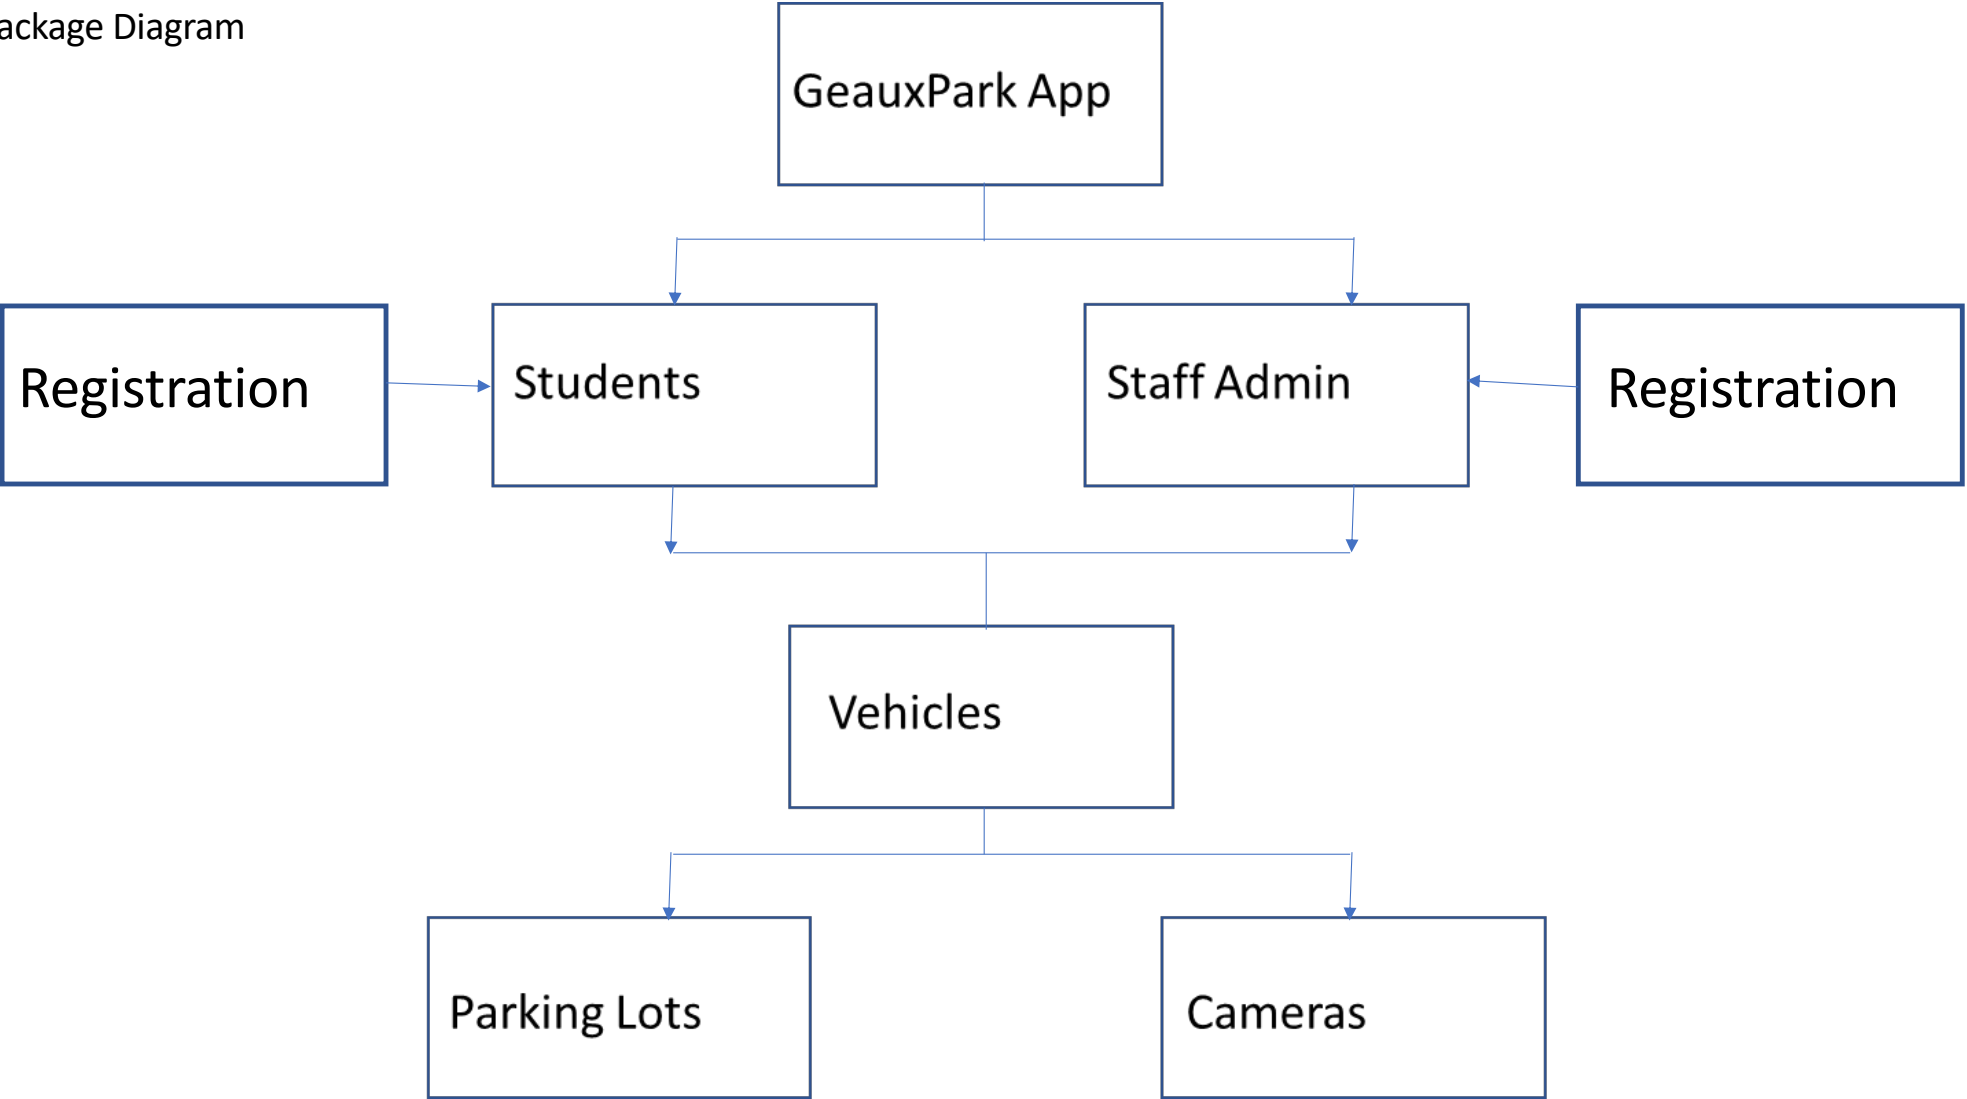 ackage Diagram
GeauxPark App
Registration
Students
Staff Admin
Registration
Vehicles
Parking Lots
Cameras